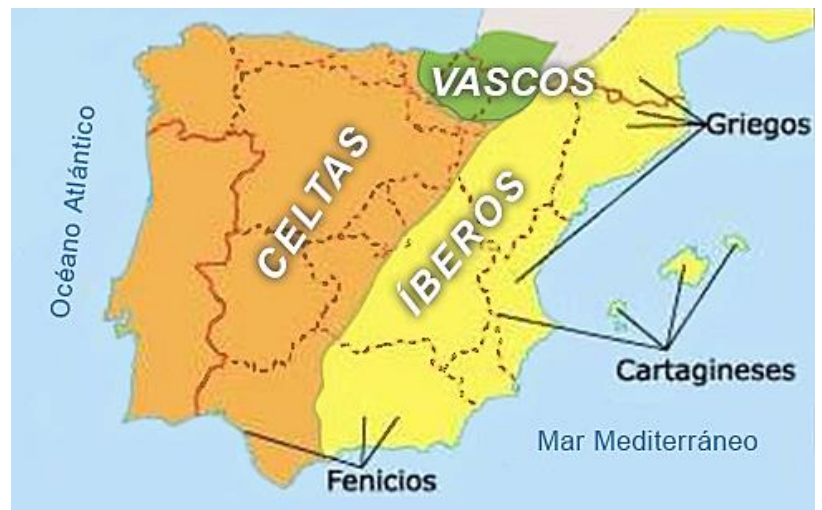 VASCOS
Griegos
Océano Atlántico
CELTAS
ÍBEROS
Cartagineses
Mar Mediterráneo
Fenicios